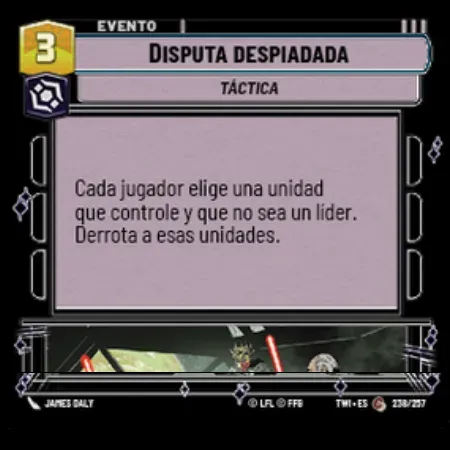 EVENTO
3
DISPUTA DESPIADADA
TÁCTICA
Cada jugador elige una unidad
que controle y que no sea un líder.
Derrota a esas unidades.
JAMES DALY
© LFL © FFG
TWI • ES
238/257